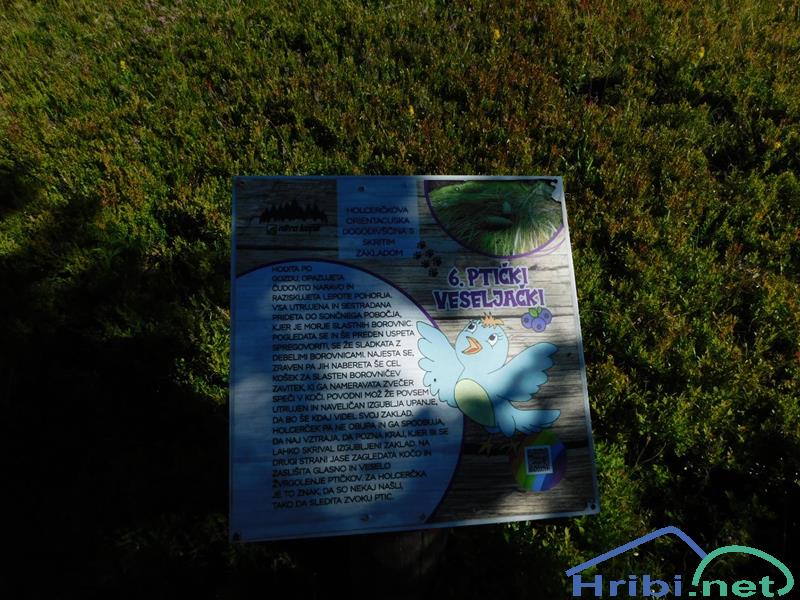 nitro kope
HOLCERČKOVA
ORIENTACIJSKA
DOGODIVŠČINA S
SKRITIM
ZAKLADOM
6. PTIČKI
VESELJAČKI
HODITA PO
GOZDU, OPAZUJETA
ČUDOVITO NARAVO IN
RAZISKUJETA LEPOTE POHORJA.
VSA UTRUJENA IN SESTRADANA
PRIDETA DO SONČNEGA POBOČJA,
KJER JE MORJE SLASTNIH BOROVNIC.
POGLEDATA SE IN ŠE PREDEN USPETA
SPREGOVORITI, SE ŽE SLADKATA Z
DEBELIMI BOROVNICAMI. NAJESTA SE,
ZRAVEN PA JIH NABERETA ŠE CEL
KOŠEK ZA SLASTEN BOROVNIČEV
ZAVITEK, KI GA NAMERAVATA ZVEČER
SPEČI V KOČI. POVODNI MOŽ ŽE POVSEM
UTRUJEN IN NAVELIČAN IZGUBLJA UPANJE,
DA BO ŠE KDAJ VIDEL SVOJ ZAKLAD.
HOLCERČEK PA NE OBUPA IN GA SPODBUJA,
DA NAJ VZTRAJA, DA POZNA KRAJ, KJER BI SE
LAHKO SKRIVAL IZGUBLJENI ZAKLAD. NA
DRUGI STRANI JASE ZAGLEDATA KOČO IN
ZASLIŠITA GLASNO IN VESELO
ŽVRGOLENJE PTIČKOV. ZA HOLCERČKA
JE TO ZNAK, DA SO NEKAJ NAŠLI,
TAKO DA SLEDITA ZVOKU PTIC.
Hribi.net